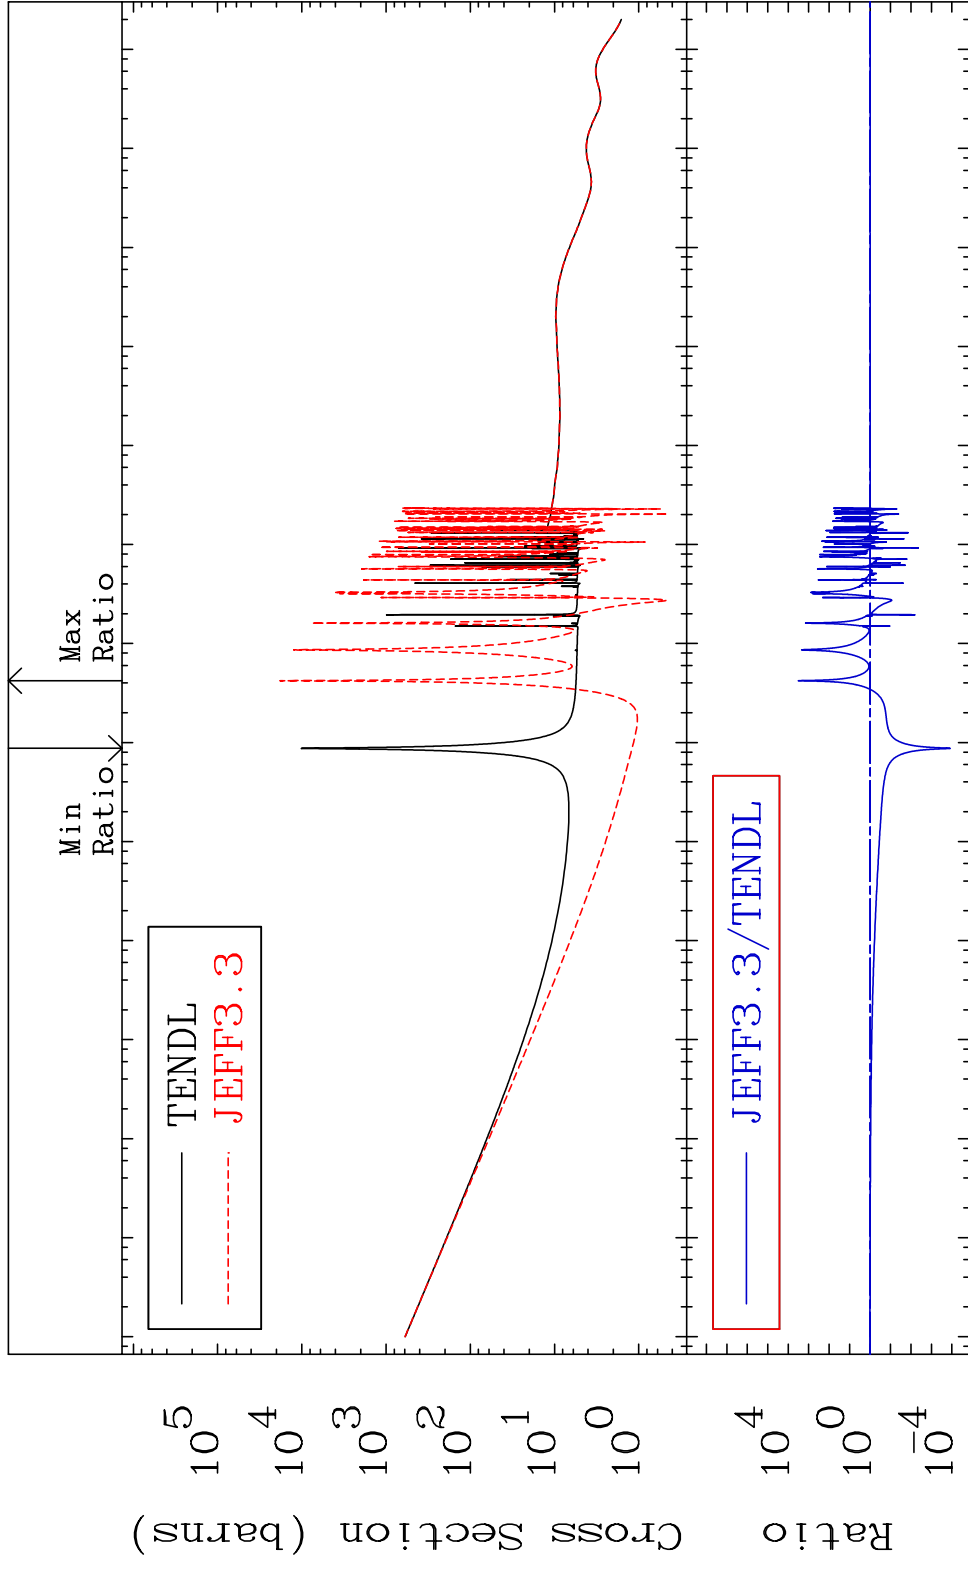 Min
Ratio
Max
Ratio
TENDL
JEFF3.3
Cross Section (barns)
10^5
10^4
10^3
10^2
10^1
10^0
JEFF3.3/TENDL
Ratio
10^4
10^0
10^-4